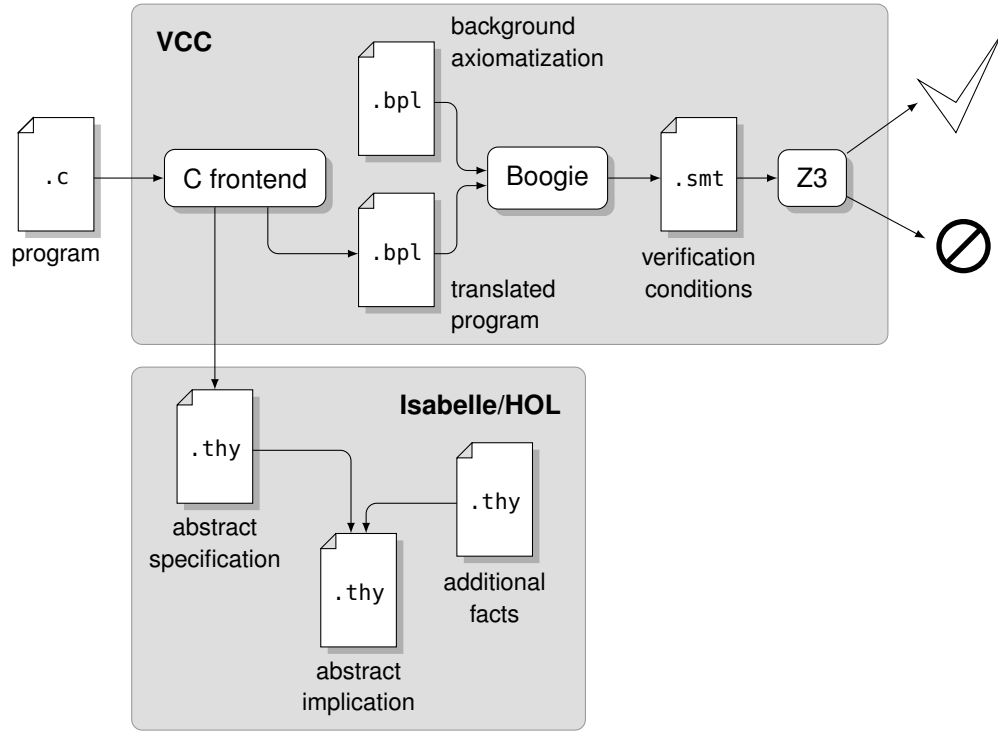 VCC
background
axiomatization
.bpl
.c
program
C frontend
.bpl
translated
program
Boogie
.smt
verification
conditions
Z3
Isabelle/HOL
.thy
abstract
specification
.thy
additional
facts
.thy
abstract
implication